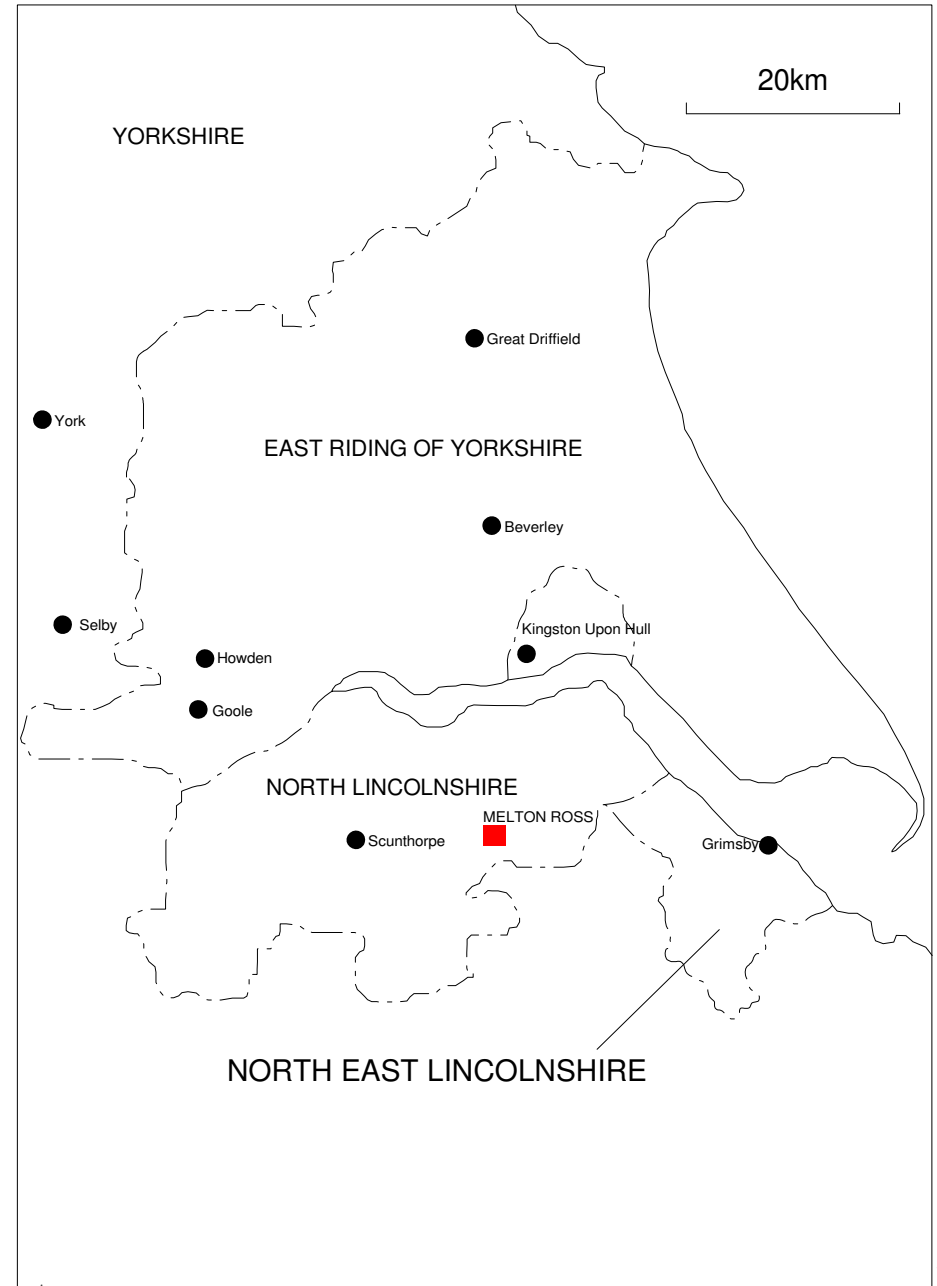 20km
YORKSHIRE
Great Driffield
York
EAST RIDING OF YORKSHIRE
Beverley
Selby
Kingston Upon Hull
Howden
Goole
NORTH LINCOLNSHIRE
MELTON ROSS
Scunthorpe
Grimsby
NORTH EAST LINCOLNSHIRE